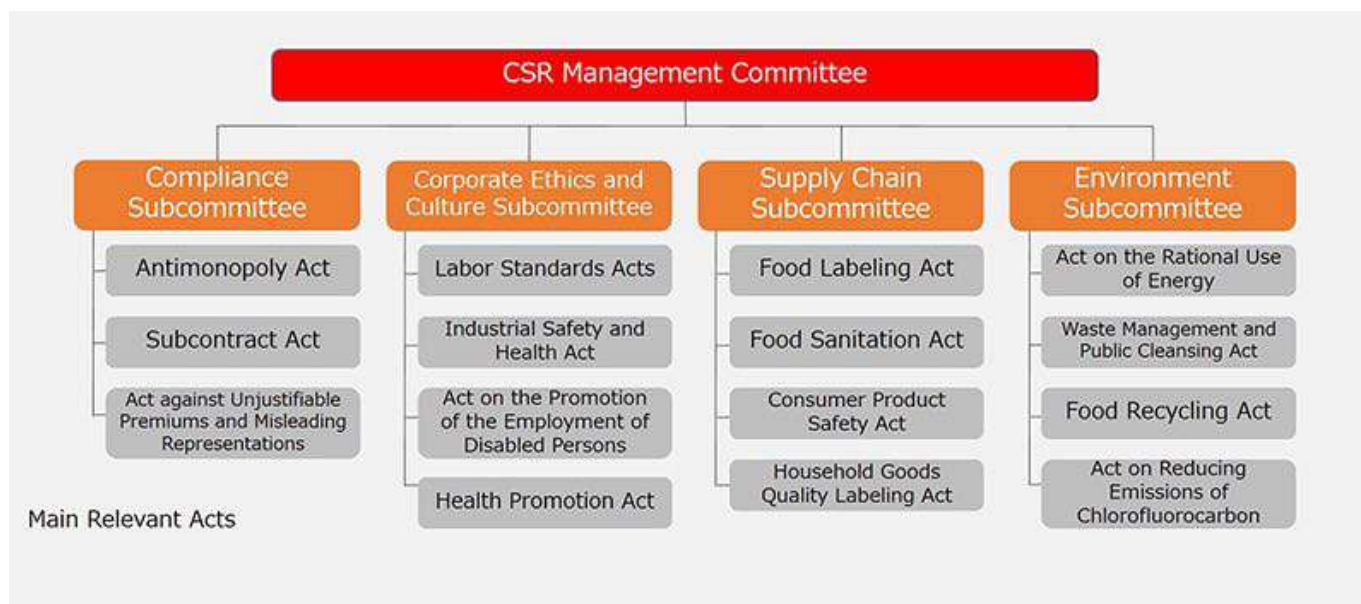 CSR Management Committee
Compliance
Subcommittee
Antimonopoly Act
Subcontract Act
Act against Unjustifiable
Premiums and Misleading
Representations
Corporate Ethics and
Culture Subcommittee
Labor Standards Acts
Industrial Safety and
Health Act
Act on the Promotion
of the Employment of
Disabled Persons
Health Promotion Act
Supply Chain
Subcommittee
Food Labeling Act
Food Sanitation Act
Consumer Product
Safety Act
Household Goods
Quality Labeling Act
Environment
Subcommittee
Act on the Rational Use
of Energy
Waste Management and
Public Cleansing Act
Food Recycling Act
Act on Reducing
Emissions of
Chlorofluorocarbon
Main Relevant Acts